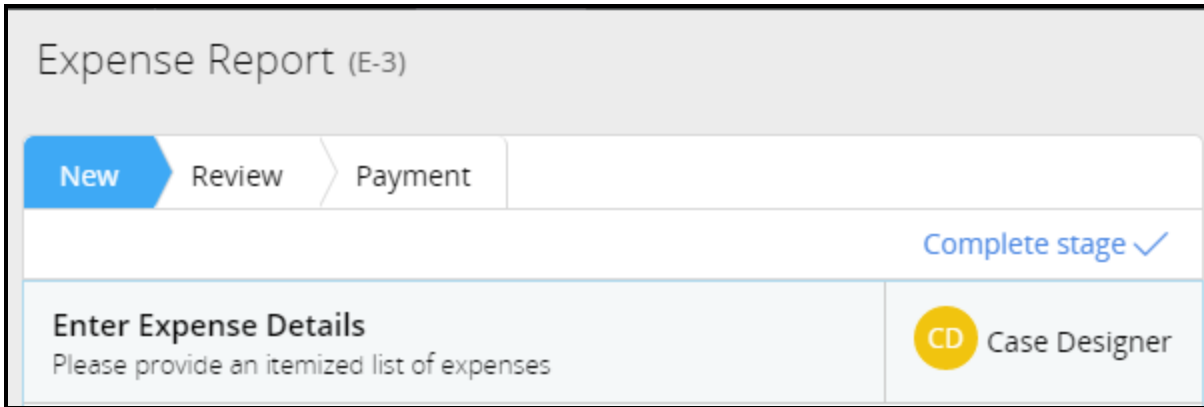 Expense Report (E-3)
New Review Payment
Complete stage
Enter Expense Details
Please provide an itemized list of expenses
CD Case Designer